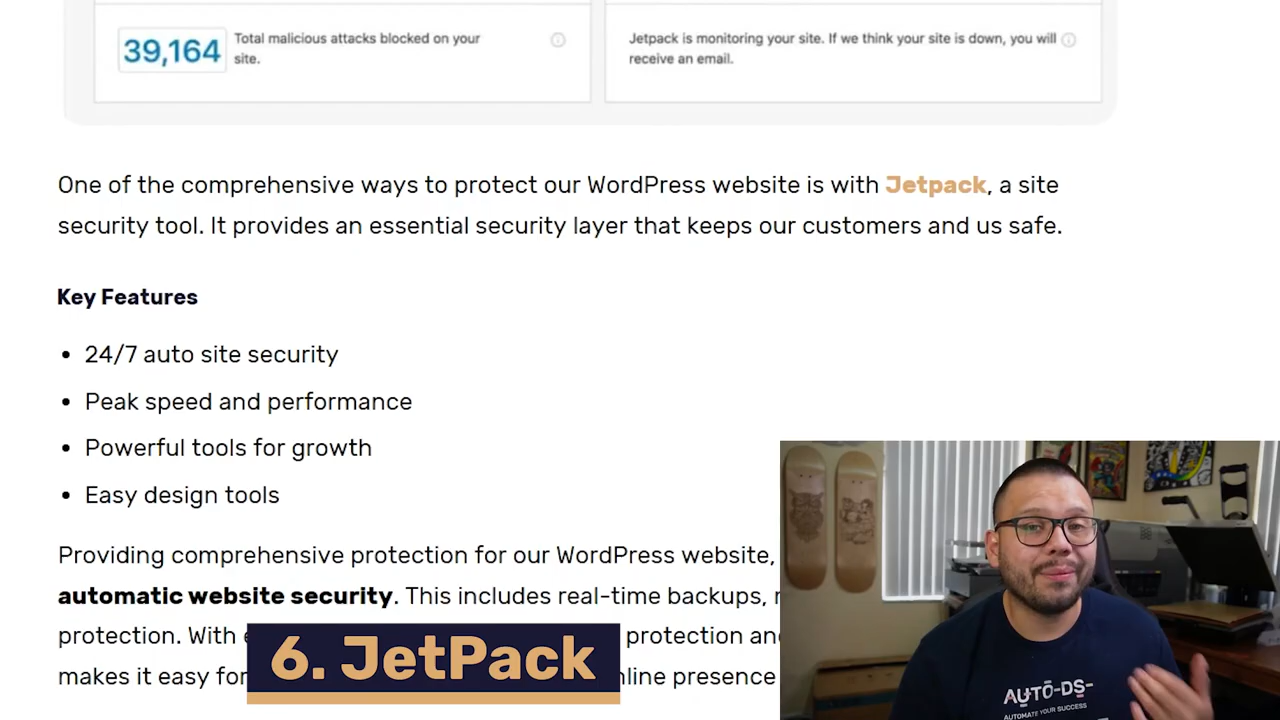 39,164
Total malicious attacks blocked on your
site.
Jetpack is monitoring your site. If we think your site is down, you will
receive an email.
One of the comprehensive ways to protect our WordPress website is with Jetpack, a site
security tool. It provides an essential security layer that keeps our customers and us safe.
Key Features
• 24/7 auto site security
• Peak speed and performance
• Powerful tools for growth
• Easy design tools
Providing comprehensive protection for our WordPress website,
automatic website security. This includes real-time backups,
protection. With
protection
makes it easy for
presence
6. JetPack
AUTO-DS-
AUTOMATE YOUR SUCCESS